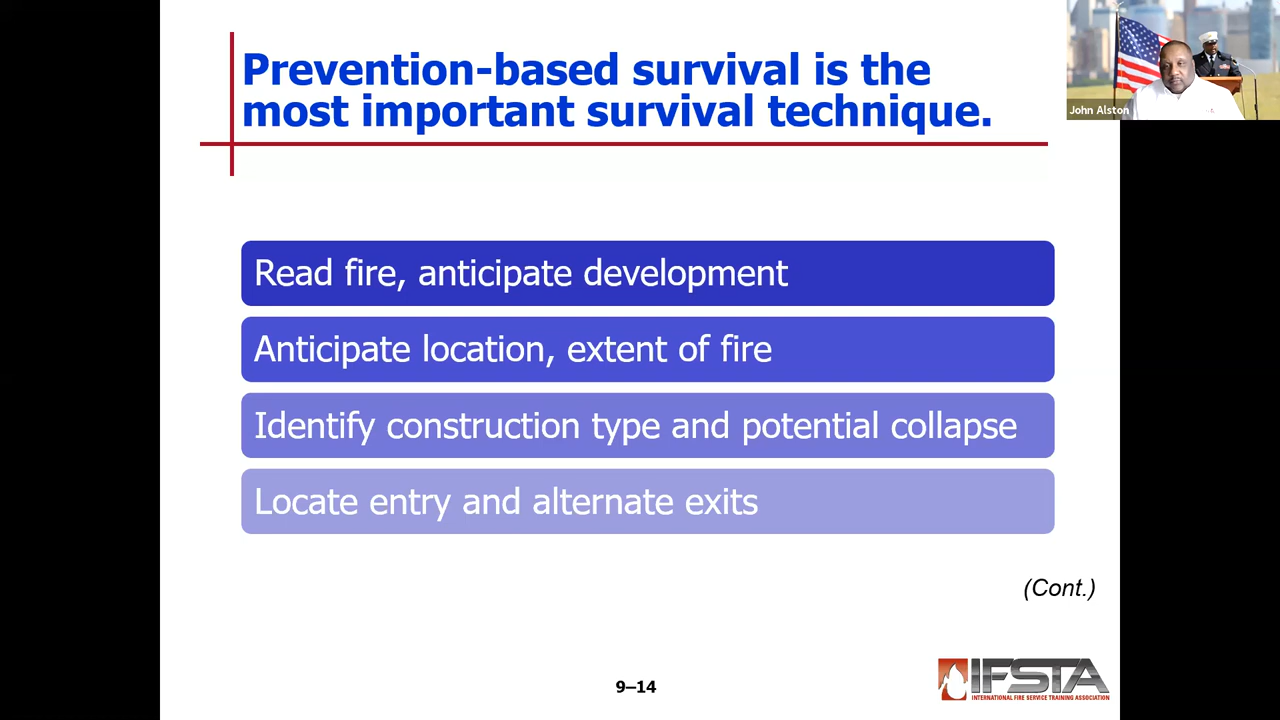 Prevention-based survival is the
most important survival technique.
John Alston
Read fire, anticipate development
Anticipate location, extent of fire
Identify construction type and potential collapse
Locate entry and alternate exits
(Cont.)
9–14
IFSTA
INTERNATIONAL FIRE SERVICE TRAINING ASSOCIATION